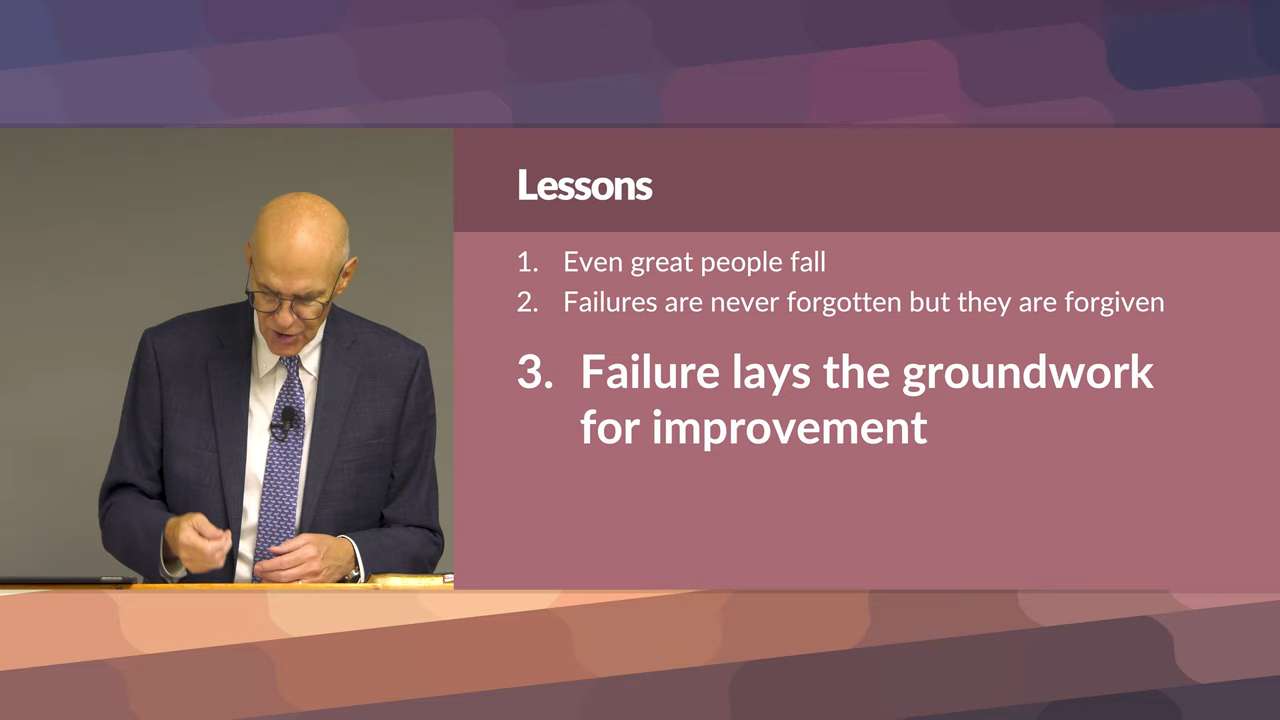 Lessons
1. Even great people fall
2. Failures are never forgotten but they are forgiven
3. Failure lays the groundwork
for improvement